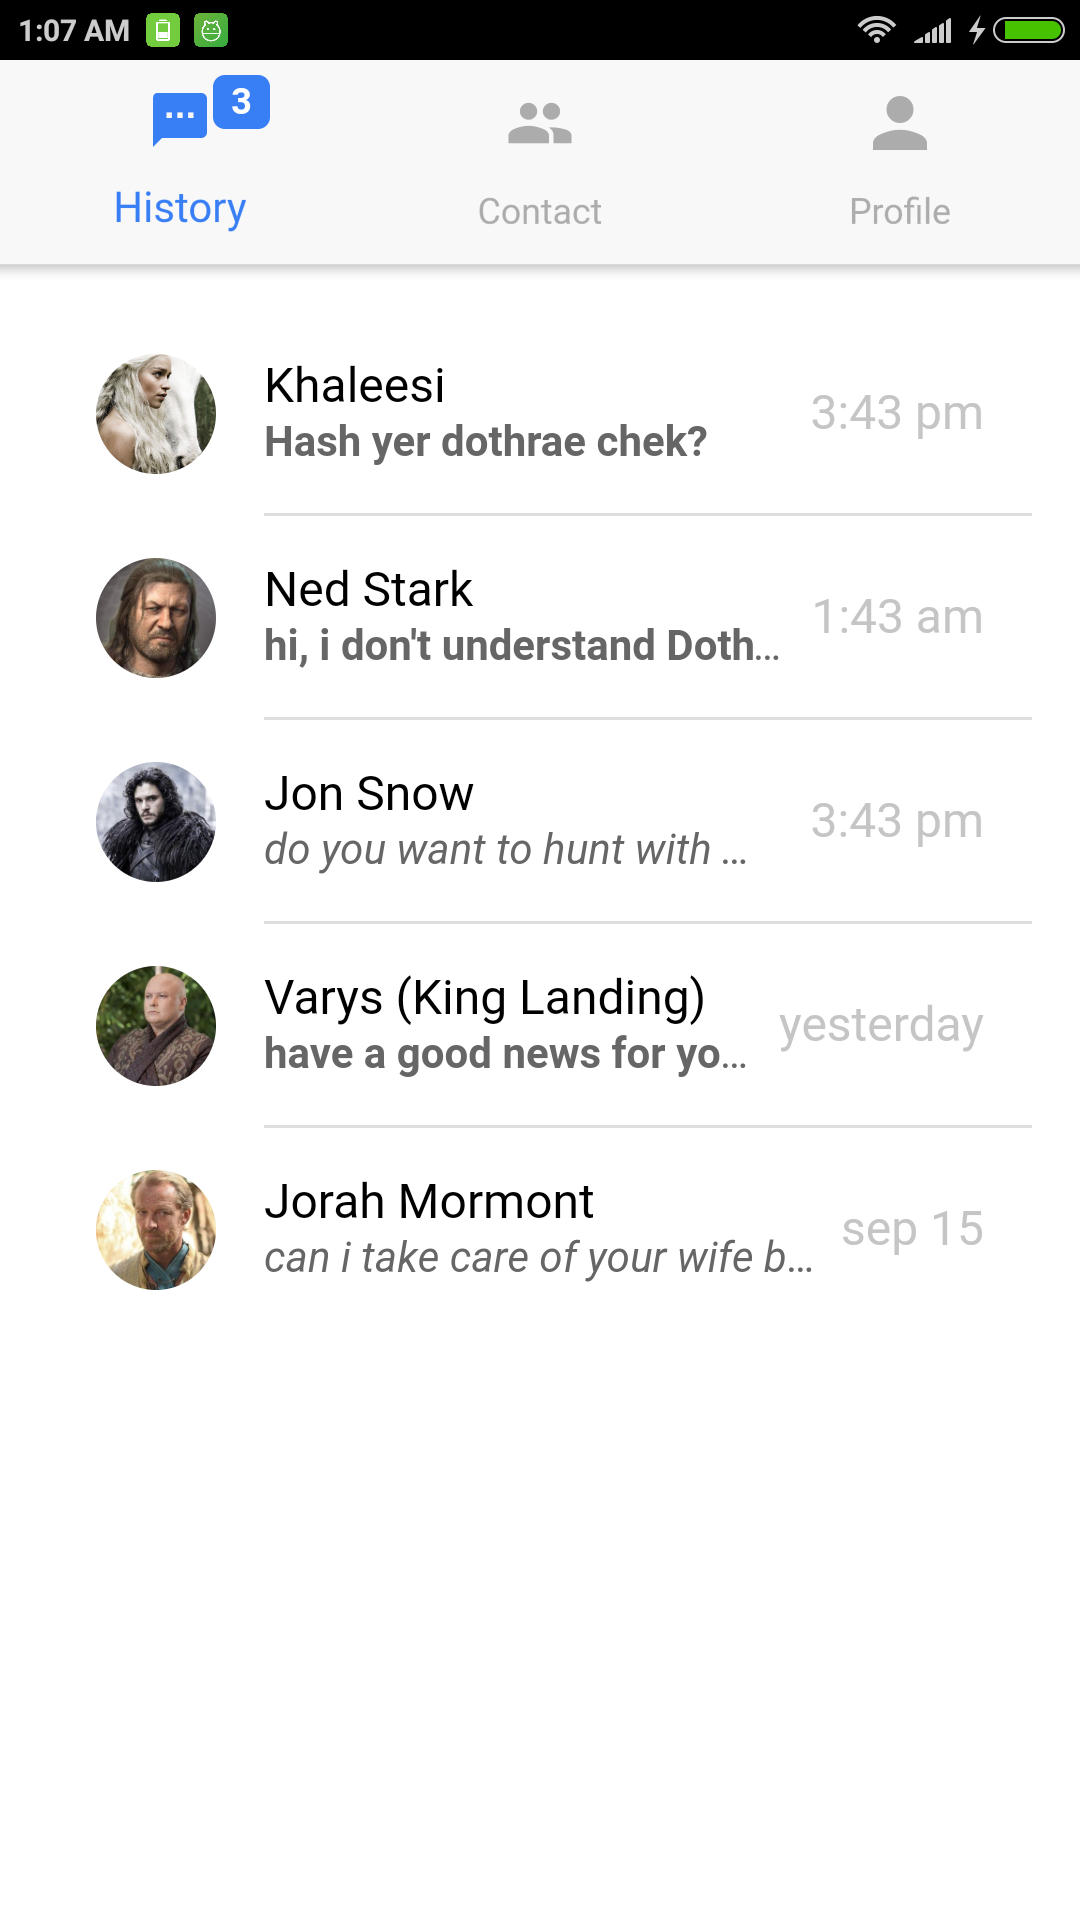 1:07 AM
3
History
Contact
Profile
Khaleesi
3:43 pm
Hash yer dothrae chek?
Ned Stark
1:43 am
hi, i don't understand Doth...
Jon Snow
3:43 pm
do you want to hunt with ...
Varys (King Landing)
yesterday
have a good news for yo...
Jorah Mormont
sep 15
can i take care of your wife b...